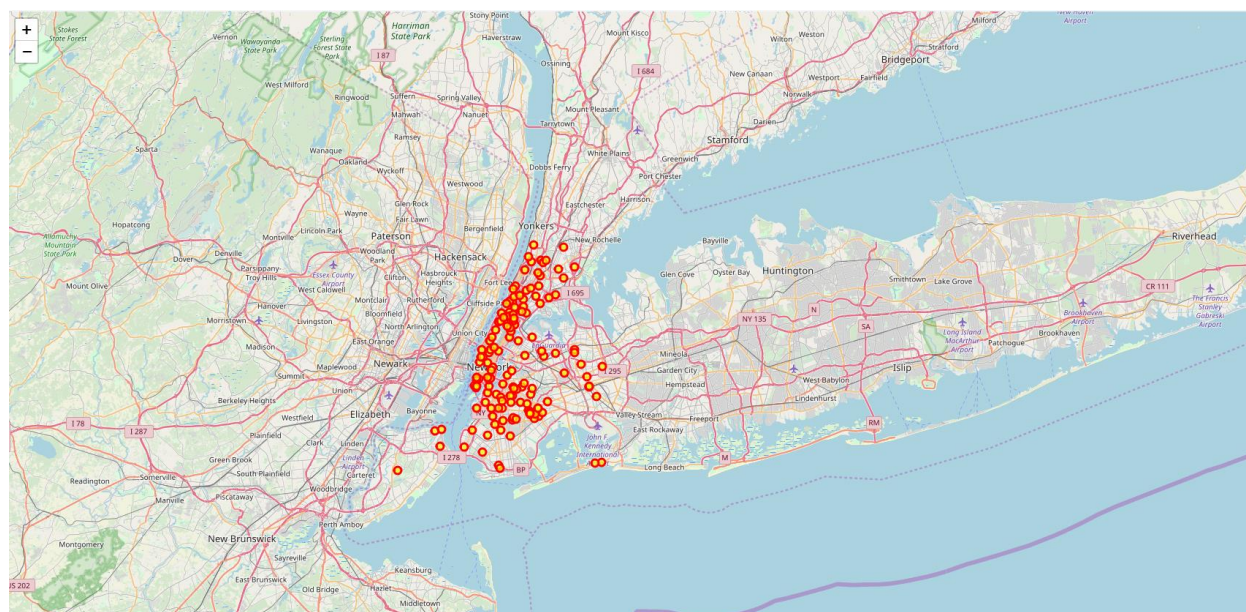 +
−
Stokes
State Forest
Vernon
Wawayanda
State Park
Sterling
Forest State
Park
Harriman
State Park
Stony Point
Haverstraw
Mount Kisco
Wilton
Weston
Milford
Airport
Stratford
Bridgeport
I 87
Ossining
I 684
New Canaan
Westport
Fairfield
West Milford
Ringwood
Suffern
Mahwah
Spring Valley
Nanuet
Mount Pleasant
Tarrytown
Norwalk
Darien
Stamford
Sparta
Wanaque
Oakland
Ramsey
Wyckoff
White Plains
Greenwich
Dobbs Ferry
Port Chester
Westwood
Glen Rock
Wayne
Fair Lawn
Eastchester
Harrison
Hopatcong
Lincoln Park
Montville
Paterson
Bergenfield
Yonkers
New Rochelle
Bayville
Riverhead
Allamuchy
Mountain
State Park
Denville
Parsippany-
Troy Hills
Dover
Essex County
Airport
Woodland
Park
Hackensack
Hasbrouck
Heights
Clifton
Fort Lee
Glen Cove
Oyster Bay
Huntington
Smithtown
Lake Grove
Mount Olive
Hanover
West Caldwell
Montclair
Rutherford
Cliffside
I 695
CR 111
The Francis
S.
Gabreski
Airport
Bloomfield
North Arlington
Union City
East Orange
Morristown
Livingston
Chester
Madison
NY 135
N
SA
Brookhaven
Airport
Brookhaven
Long Island
MacArthur
Airport
Patchogue
Newark
Maplewood
Summit
Union
Mineola
Garden City
Hempstead
I 295
Islip
West Babylon
Lindenhurst
Berkeley Heights
Westfield
Elizabeth
Bayonne
Valley Stream
Freeport
I 78
I 287
Plainfield
Clark
Linden
East Rockaway
RM
John F.
Kennedy
International
Green Brook
Linden
Airport
Carteret
I 278
BP
Long Beach
M
Readington
South Plainfield
Somerville
Manville
Woodbridge
Piscataway
Perth Amboy
Montgomery
New Brunswick
Sayreville
East Brunswick
Old Bridge
Keansburg
Hazlet
Middletown
US 202